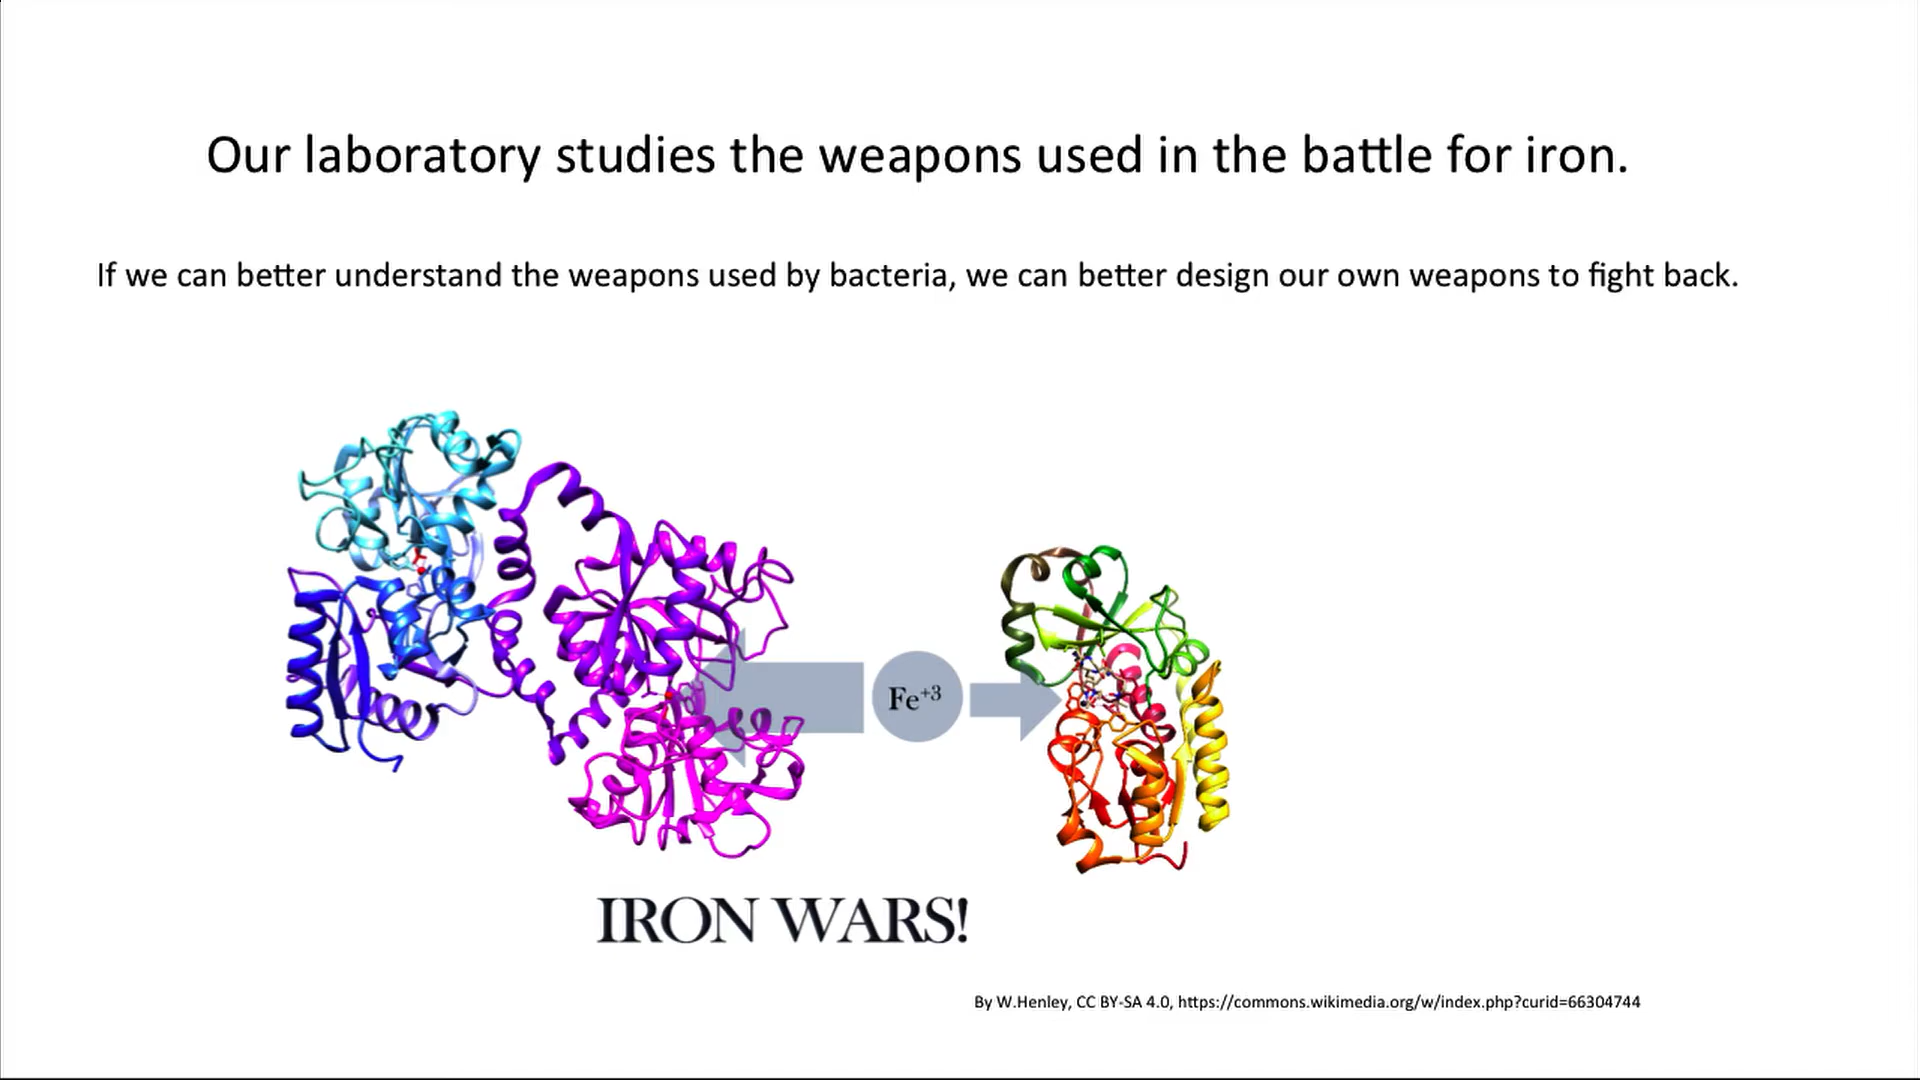 Our laboratory studies the weapons used in the battle for iron.
If we can better understand the weapons used by bacteria, we can better design our own weapons to fight back.
Fe+3
IRON WARS!
By W.Henley, CC BY-SA 4.0, https://commons.wikimedia.org/w/index.php?curid=66304744